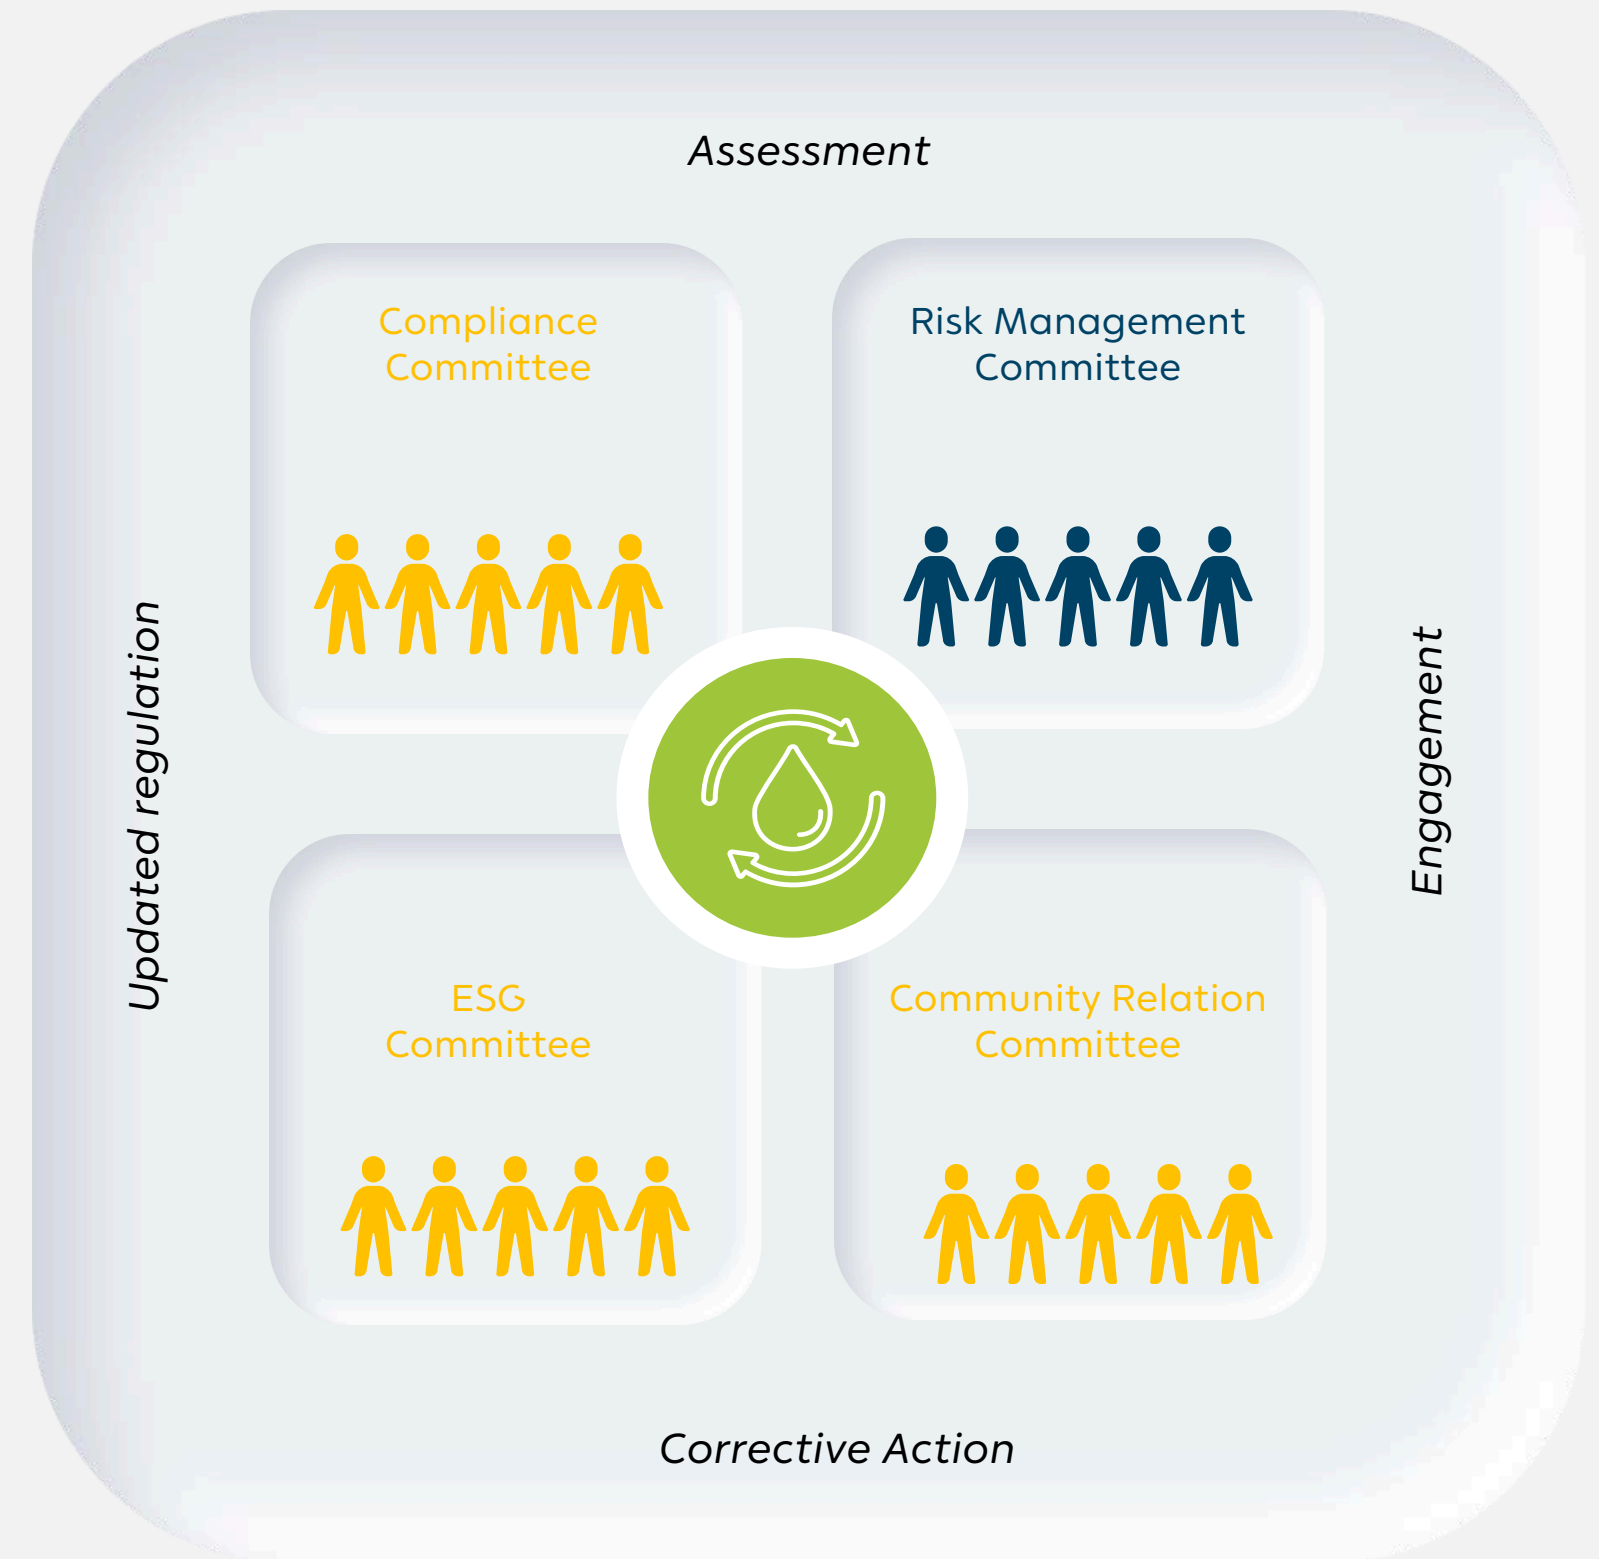 Assessment
Compliance
Committee
Risk Management
Committee
Updated regulation
Engagement
ESG
Committee
Community Relation
Committee
Corrective Action